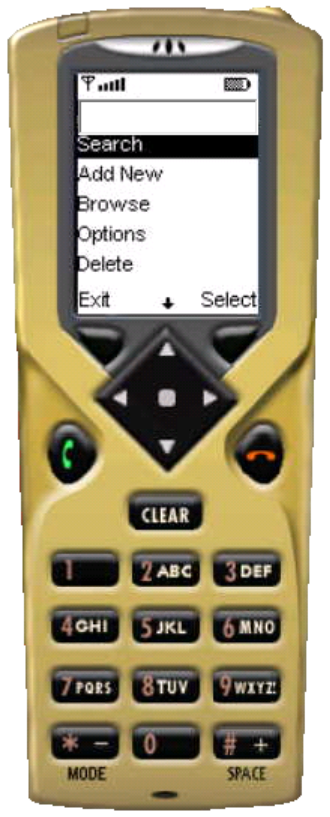 Search
Add New
Browse
Options
Delete
Exit Select
CLEAR
1 2 ABC 3 DEF
4 GHI 5 JKL 6 MNO
7 PQRS 8 TUV 9 WXYZ
* - 0 # +
MODE SPACE